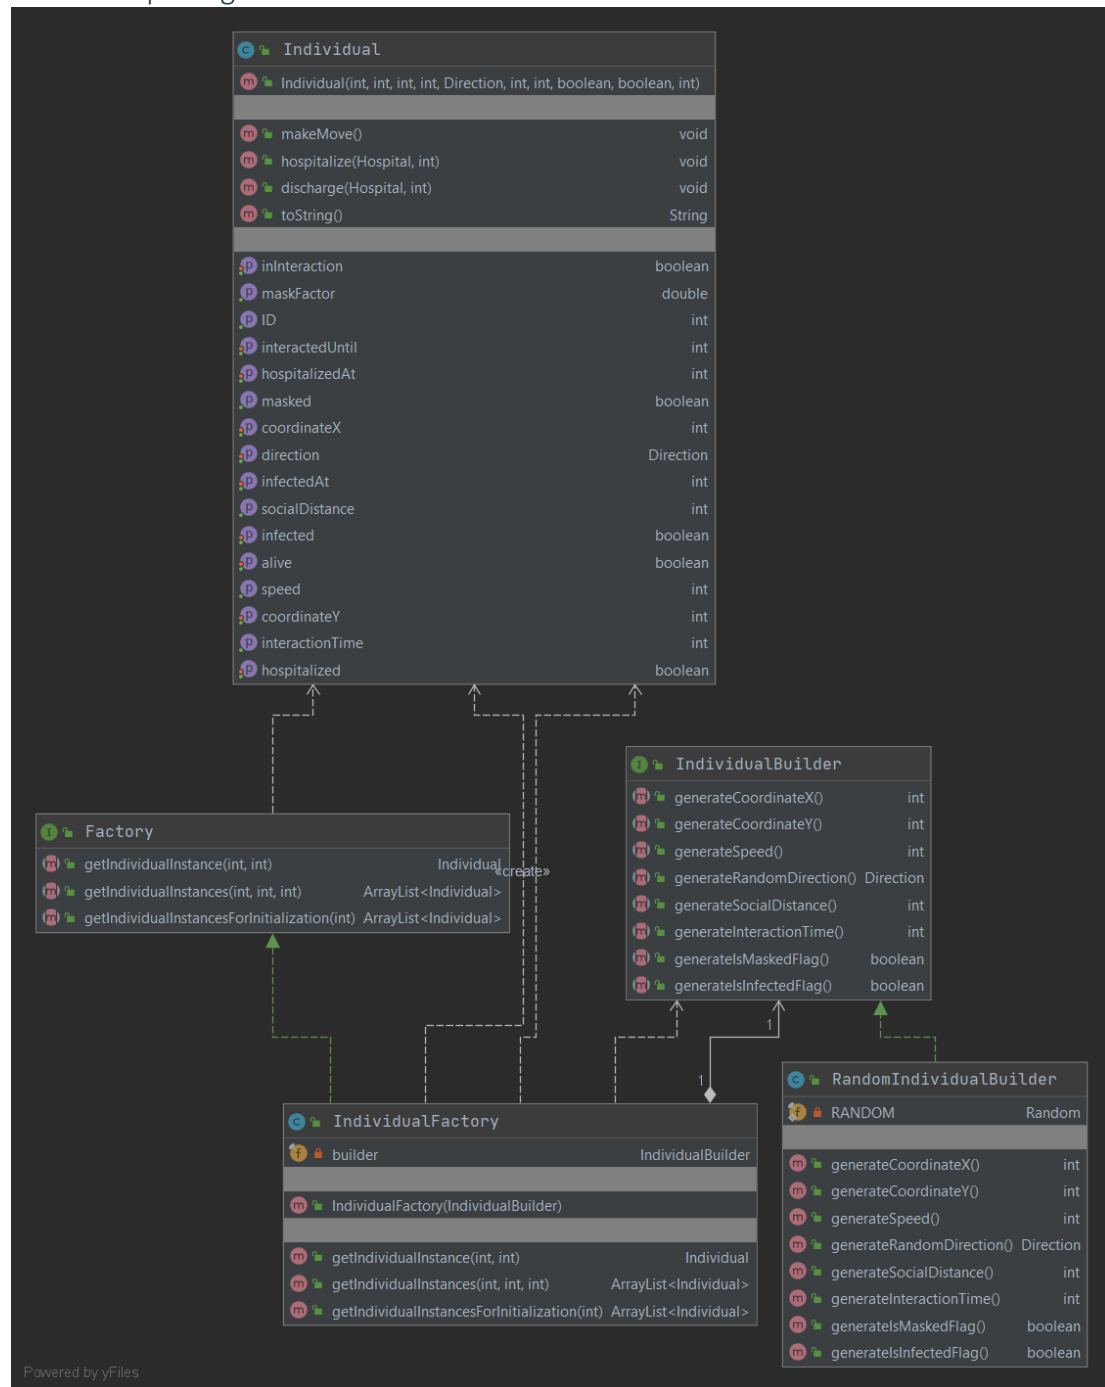 Individual
Individual(int, int, int, int, Direction, int, int, boolean, boolean, int)
makeMove() void
hospitalize(Hospital, int) void
discharge(Hospital, int) void
toString() String
inInteraction boolean
maskFactor double
ID int
interactedUntil int
hospitalizedAt int
masked boolean
coordinateX int
direction Direction
infectedAt int
socialDistance int
infected boolean
alive boolean
speed int
coordinateY int
interactionTime int
hospitalized boolean
IndividualBuilder
generateCoordinateX() int
generateCoordinateY() int
generateSpeed() int
generateRandomDirection() Direction
generateSocialDistance() int
generateInteractionTime() int
generateIsMaskedFlag() boolean
generateIsInfectedFlag() boolean
Factory
getIndividualInstance(int, int) Individual
getIndividualInstances(int, int, int) ArrayList<Individual>
getIndividualInstancesForInitialization(int) ArrayList<Individual>
«create»
1
1
IndividualFactory
builder IndividualBuilder
IndividualFactory(IndividualBuilder)
getIndividualInstance(int, int) Individual
getIndividualInstances(int, int, int) ArrayList<Individual>
getIndividualInstancesForInitialization(int) ArrayList<Individual>
RandomIndividualBuilder
RANDOM Random
generateCoordinateX() int
generateCoordinateY() int
generateSpeed() int
generateRandomDirection() Direction
generateSocialDistance() int
generateInteractionTime() int
generateIsMaskedFlag() boolean
generateIsInfectedFlag() boolean
Powered by yFiles